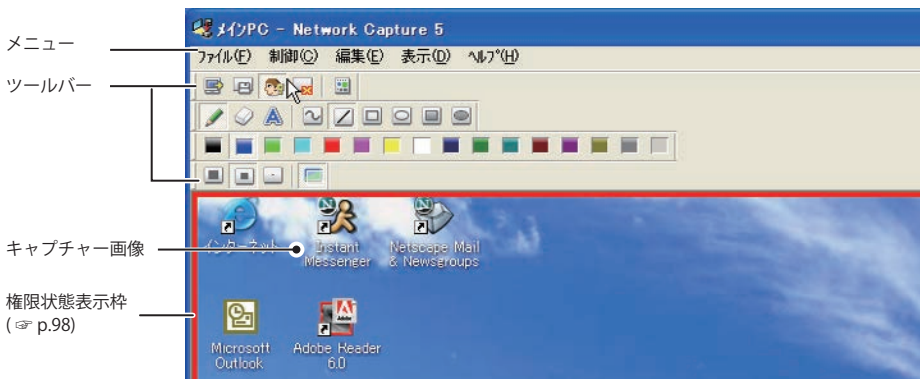 メインPC - Network Capture 5
メニュー
ファイル(F) 制御(C) 編集(E) 表示(D) ヘルプ(H)
ツールバー
キャプチャー画像
インターネット
Instant Messenger
Netscape Mail & Newsgroups
権限状態表示枠
(☞ p.98)
Microsoft Outlook
Adobe Reader 6.0